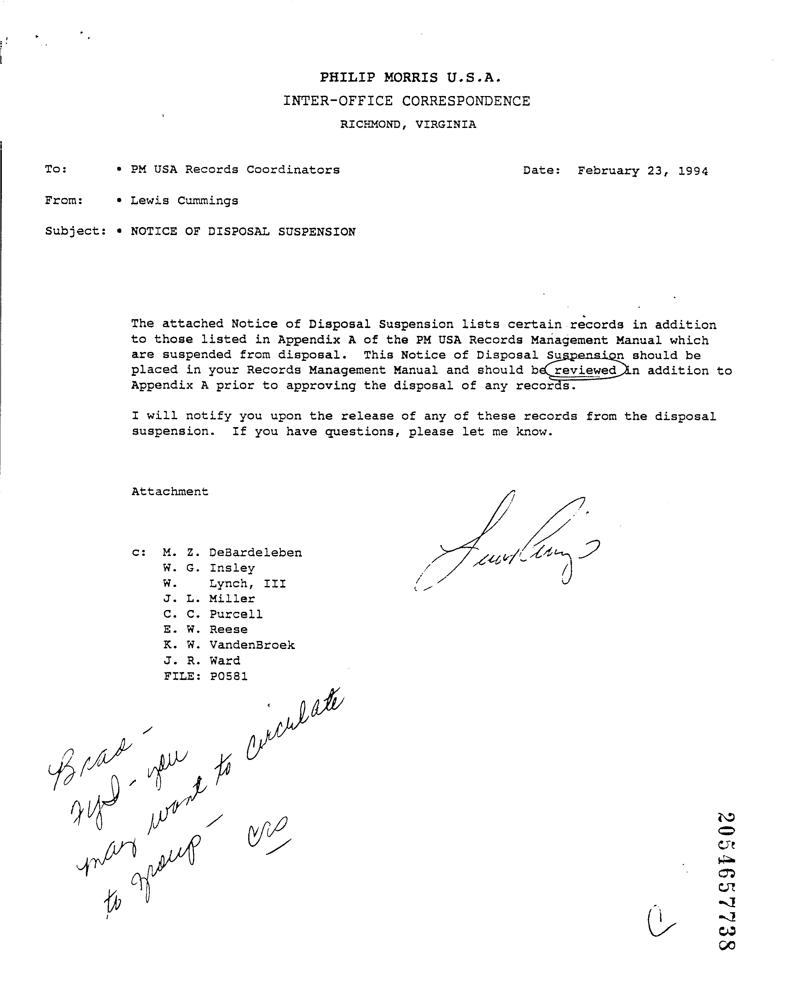 PHILIP MORRIS U.S.A.
INTER-OFFICE CORRESPONDENCE
RICHMOND, VIRGINIA
To: • PM USA Records Coordinators Date: February 23, 1994
From: • Lewis Cummings
Subject: • NOTICE OF DISPOSAL SUSPENSION
The attached Notice of Disposal Suspension lists certain records in addition
to those listed in Appendix A of the PM USA Records Management Manual which
are suspended from disposal. This Notice of Disposal Suspension should be
placed in your Records Management Manual and should be reviewed in addition to
Appendix A prior to approving the disposal of any records.
I will notify you upon the release of any of these records from the disposal
suspension. If you have questions, please let me know.
Attachment
c: M. Z. DeBardeleben
W. G. Insley
W. Lynch, III
J. L. Miller
C. C. Purcell
E. W. Reese
K. W. VandenBroek
J. R. Ward
FILE: P0581
- you
may want to circulate
to group -
2054657738